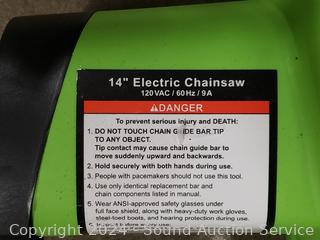 14" Electric Chainsaw
120VAC / 60Hz / 9A
DANGER
To prevent serious injury and DEATH:
1. DO NOT TOUCH CHAIN GUIDE BAR TIP
TO ANY OBJECT.
Tip contact may cause chain guide bar to
move suddenly upward and backwards.
2. Hold securely with both hands during use.
3. People with pacemakers should not use this.
4. Use only identical replacement bar and
chain components listed in manual.
5. Wear ANSI-approved safety glasses under
full face shield, along with heavy-duty work gloves,
steel-toed boots, and hearing protection during use.
Copyright 2024 Sound Auction Service